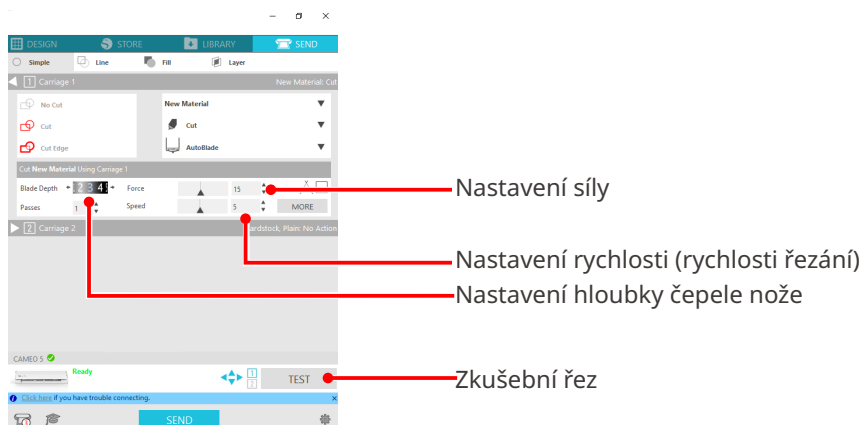 DESIGN STORE LIBRARY SEND
Simple Line Fill Layer
1 Carriage 1 New Material: Cut
No Cut
Cut
Cut Edge
New Material
Cut
AutoBlade
Cut New Material Using Carriage 1
Blade Depth 2 3 4 Force 15
Passes 1 Speed 5 MORE
2 Carriage 2 ardstock, Plain: No Action
CAMEO 5
Ready
1
2
TEST
Click here if you have trouble connecting.
SEND
Nastavení síly
Nastavení rychlosti (rychlosti řezání)
Nastavení hloubky čepele nože
Zkušební řez